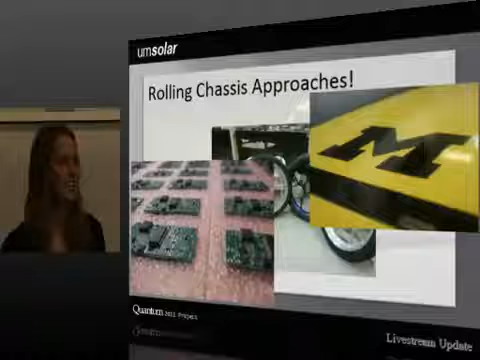 umsolar
Rolling Chassis Approaches!
M
Quantum 2011 Project
Livestream Update